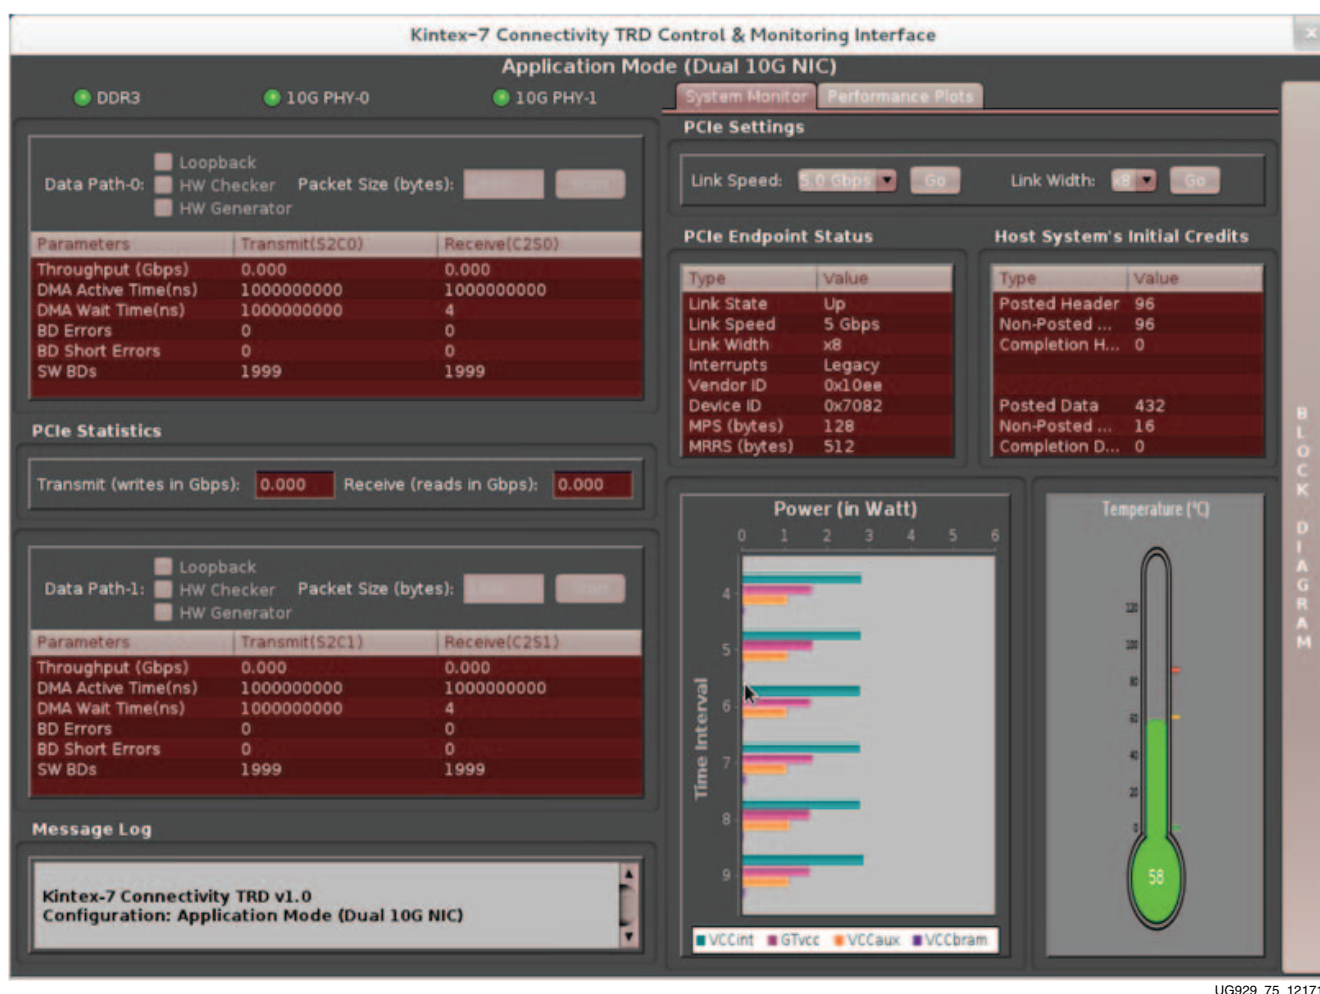 Kintex-7 Connectivity TRD Control & Monitoring Interface
Application Mode (Dual 10G NIC)
DDR3 10G PHY-0 10G PHY-1
System Monitor Performance Plots
Data Path-0:
Loopback
HW Checker
HW Generator
Packet Size (bytes):
Parameters Transmit(S2C0) Receive(C2S0)
Throughput (Gbps) 0.000 0.000
DMA Active Time(ns) 1000000000 1000000000
DMA Wait Time(ns) 1000000000 4
BD Errors 0 0
BD Short Errors 0 0
SW BDs 1999 1999
PCIe Statistics
Transmit (writes in Gbps): 0.000 Receive (reads in Gbps): 0.000
Data Path-1:
Loopback
HW Checker
HW Generator
Packet Size (bytes):
Parameters Transmit(S2C1) Receive(C2S1)
Throughput (Gbps) 0.000 0.000
DMA Active Time(ns) 1000000000 1000000000
DMA Wait Time(ns) 1000000000 4
BD Errors 0 0
BD Short Errors 0 0
SW BDs 1999 1999
Message Log
Kintex-7 Connectivity TRD v1.0
Configuration: Application Mode (Dual 10G NIC)
PCIe Settings
Link Speed: 5.0 Gbps Go Link Width: x8 Go
PCIe Endpoint Status
Type Value
Link State Up
Link Speed 5 Gbps
Link Width x8
Interrupts Legacy
Vendor ID 0x10ee
Device ID 0x7082
MPS (bytes) 128
MRRS (bytes) 512
Host System's Initial Credits
Type Value
Posted Header 96
Non-Posted ... 96
Completion H... 0
Posted Data 432
Non-Posted ... 16
Completion D... 0
Power (in Watt)
0 1 2 3 4 5 6
Time Interval
4
5
6
7
8
9
VCCint GTvcc VCCaux VCCbram
Temperature (°C)
120
100
80
60
40
20
0
58
BLOCK DIAGRAM
UG929_75_12171